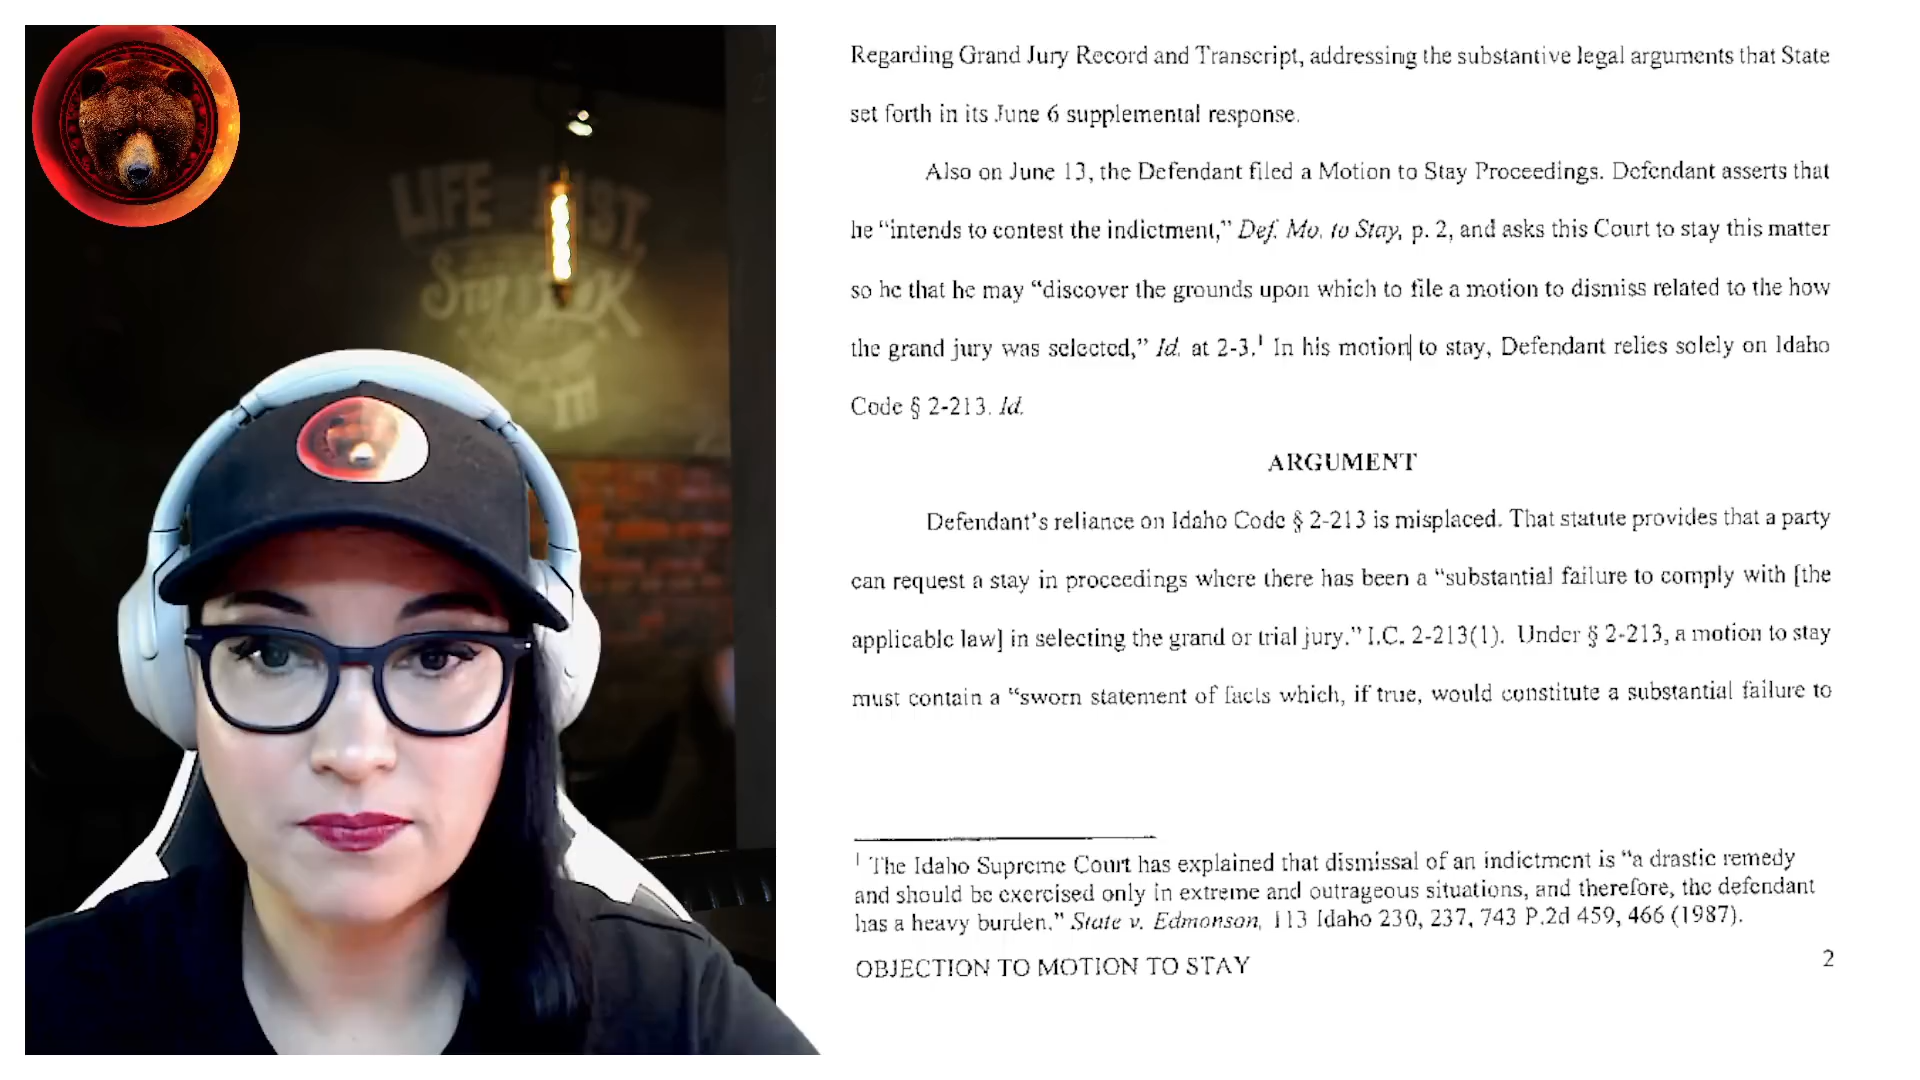 LIFE
Regarding Grand Jury Record and Transcript, addressing the substantive legal arguments that State
set forth in its June 6 supplemental response.
Also on June 13, the Defendant filed a Motion to Stay Proceedings. Defendant asserts that
he “intends to contest the indictment,” Def. Mo. to Stay, p. 2, and asks this Court to stay this matter
so he that he may “discover the grounds upon which to file a motion to dismiss related to the how
the grand jury was selected,” Id. at 2-3.¹ In his motion to stay, Defendant relies solely on Idaho
Code § 2-213. Id.
ARGUMENT
Defendant’s reliance on Idaho Code § 2-213 is misplaced. That statute provides that a party
can request a stay in proceedings where there has been a “substantial failure to comply with [the
applicable law] in selecting the grand or trial jury.” I.C. 2-213(1). Under § 2-213, a motion to stay
must contain a “sworn statement of facts which, if true, would constitute a substantial failure to
¹ The Idaho Supreme Court has explained that dismissal of an indictment is “a drastic remedy
and should be exercised only in extreme and outrageous situations, and therefore, the defendant
has a heavy burden.” State v. Edmonson, 113 Idaho 230, 237, 743 P.2d 459, 466 (1987).
OBJECTION TO MOTION TO STAY
2